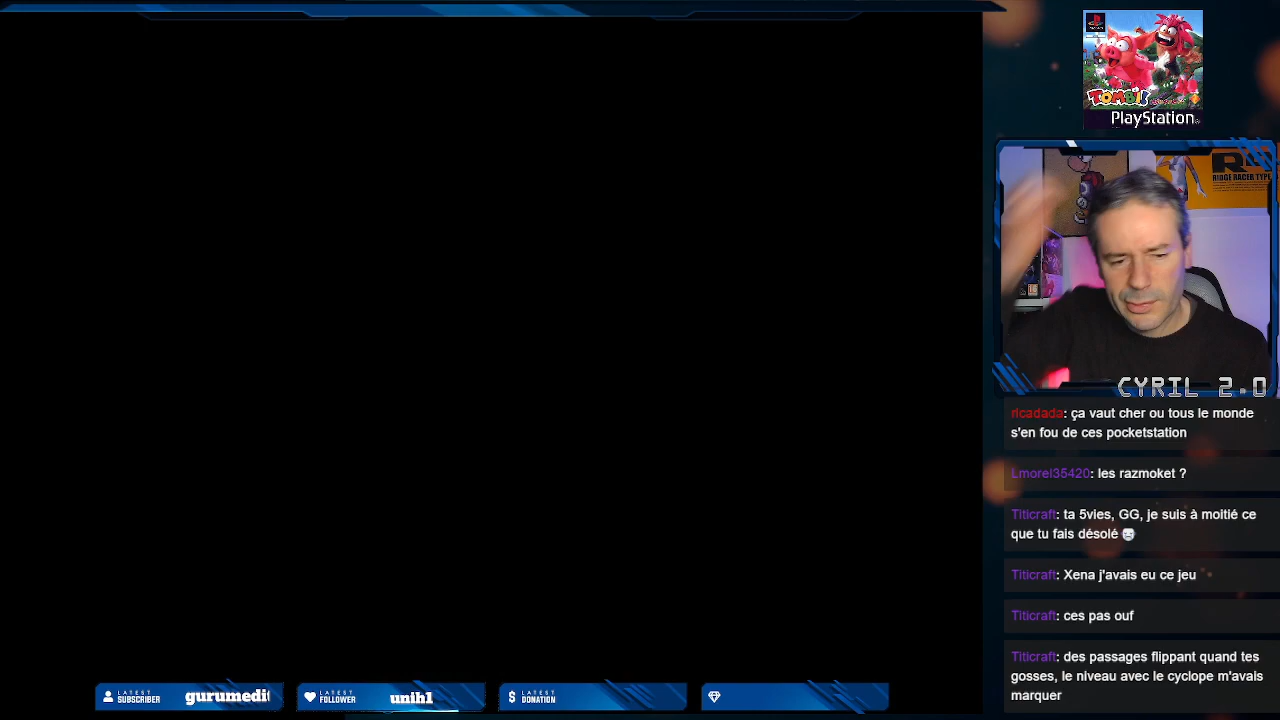 TOMBI!
PlayStation
RIDGE RACER TYPE
CYRIL 2.0
ricadada: ça vaut cher ou tous le monde
s'en fou de ces pocketstation
Lmorel35420: les razmoket ?
Titicraft: ta 5vies, GG, je suis à moitié ce
que tu fais désolé
Titicraft: Xena j'avais eu ce jeu
Titicraft: ces pas ouf
Titicraft: des passages flippant quand tes
gosses, le niveau avec le cyclope m'avais
marquer
LATEST
SUBSCRIBER
gurumedit
LATEST
FOLLOWER
unih1
LATEST
DONATION